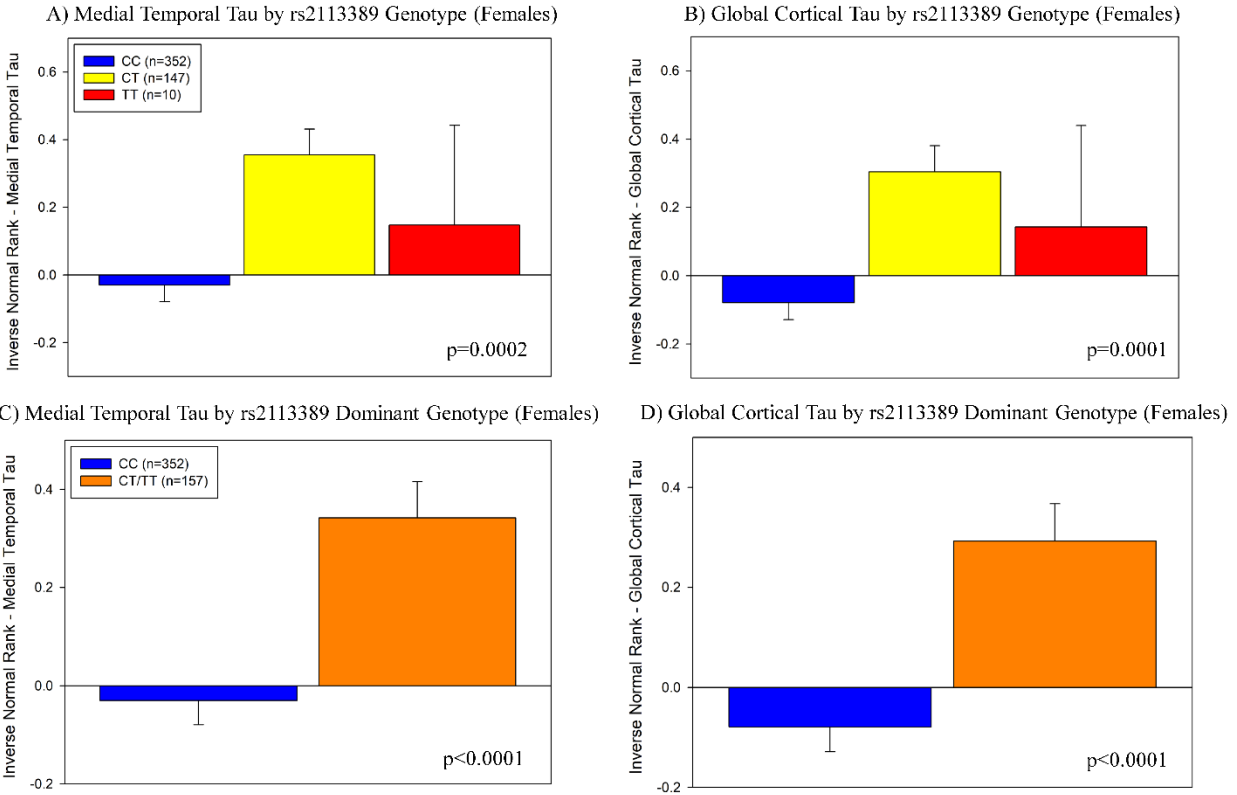 A) Medial Temporal Tau by rs2113389 Genotype (Females)
Inverse Normal Rank - Medial Temporal Tau
0.6
0.4
0.2
0.0
-0.2
CC (n=352)
CT (n=147)
TT (n=10)
p=0.0002
B) Global Cortical Tau by rs2113389 Genotype (Females)
Inverse Normal Rank - Global Cortical Tau
0.6
0.4
0.2
0.0
-0.2
p=0.0001
C) Medial Temporal Tau by rs2113389 Dominant Genotype (Females)
Inverse Normal Rank - Medial Temporal Tau
0.4
0.2
0.0
-0.2
CC (n=352)
CT/TT (n=157)
p<0.0001
D) Global Cortical Tau by rs2113389 Dominant Genotype (Females)
Inverse Normal Rank - Global Cortical Tau
0.4
0.2
0.0
-0.2
p<0.0001